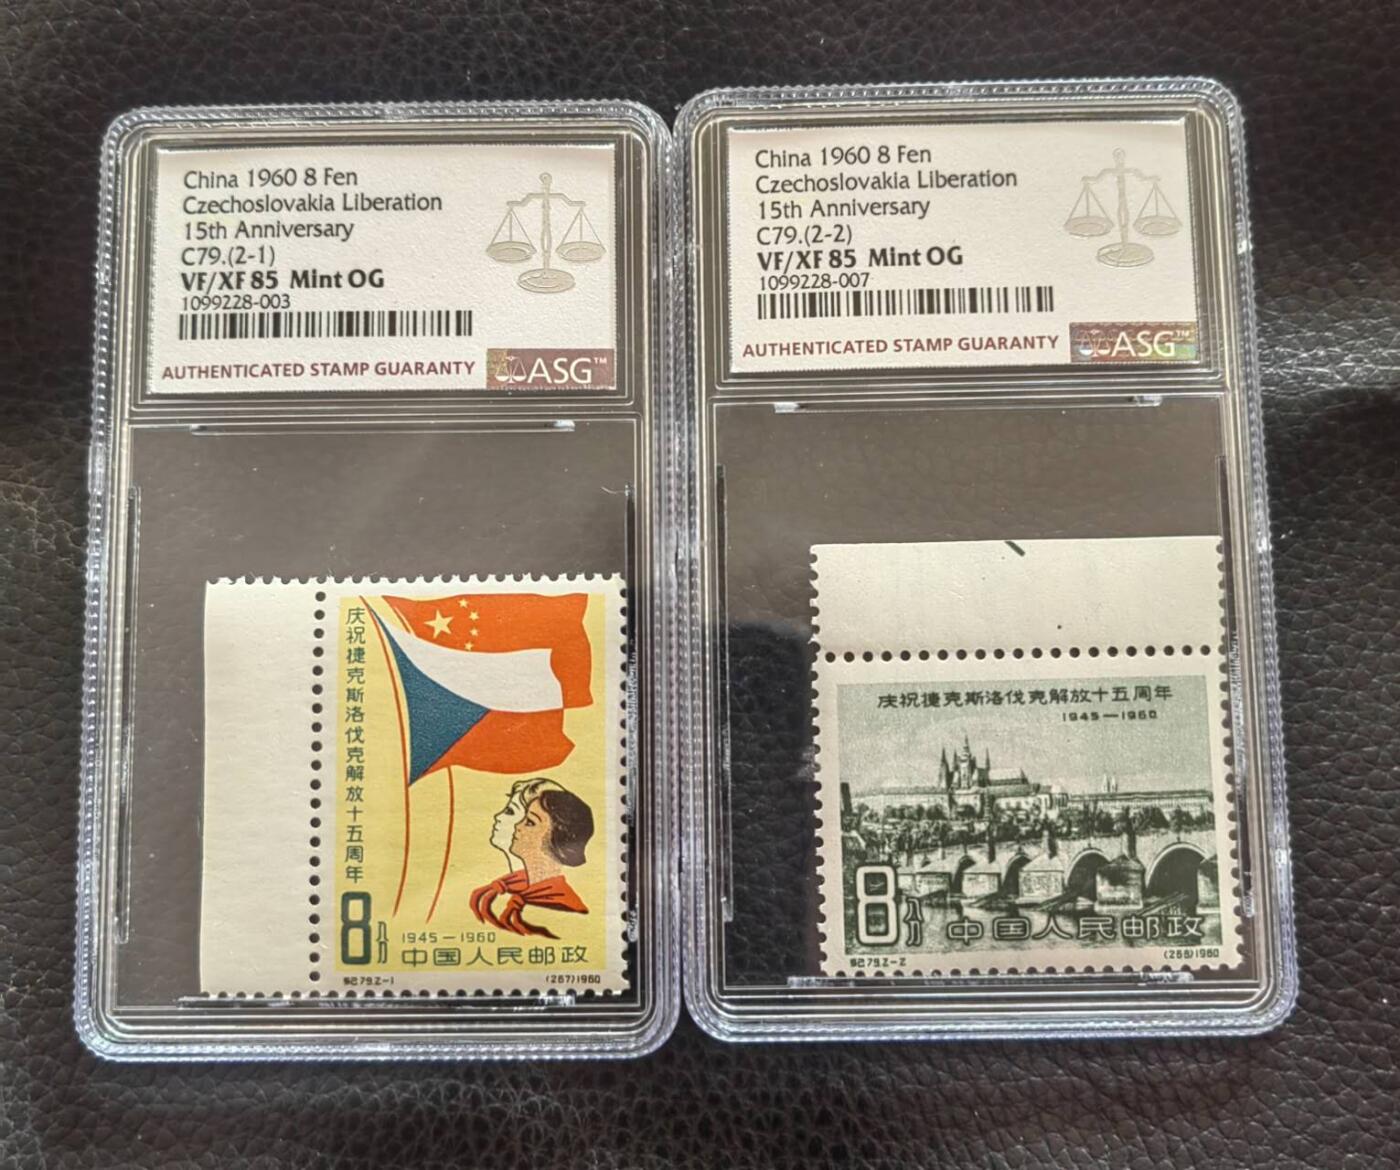 China 1960 8 Fen
Czechoslovakia Liberation
15th Anniversary
C79.(2-1)
VF/XF 85 Mint OG
1099228-003
AUTHENTICATED STAMP GUARANTY
ASG™
庆祝捷克斯洛伐克解放十五周年
8分
1945-1960
中国人民邮政
纪79.2-1
(267)1960
China 1960 8 Fen
Czechoslovakia Liberation
15th Anniversary
C79.(2-2)
VF/XF 85 Mint OG
1099228-007
AUTHENTICATED STAMP GUARANTY
ASG™
庆祝捷克斯洛伐克解放十五周年
1945-1960
8分
中国人民邮政
纪79.2-2
(268)1960